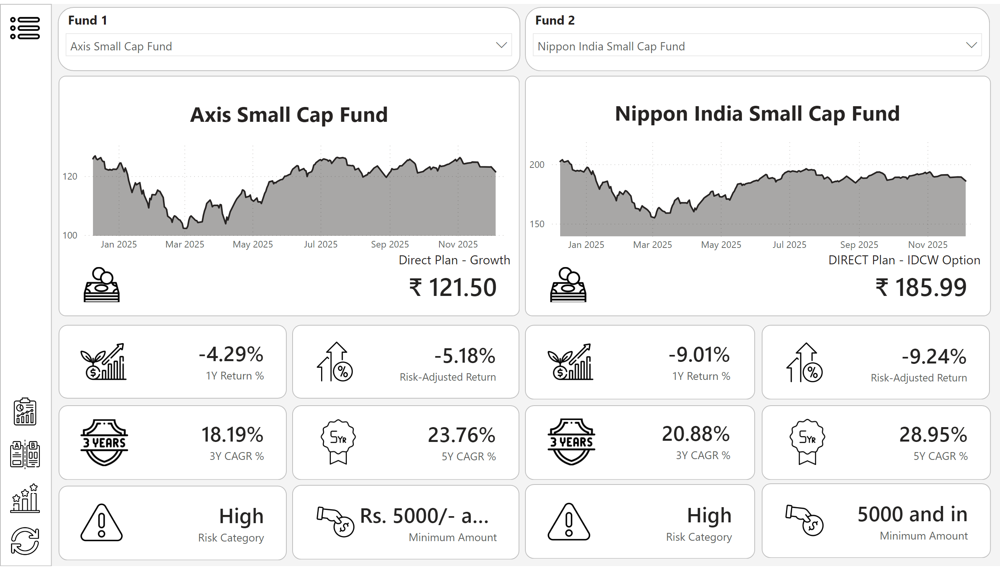 Fund 1
Axis Small Cap Fund
Fund 2
Nippon India Small Cap Fund
Axis Small Cap Fund
120
100
Jan 2025 Mar 2025 May 2025 Jul 2025 Sep 2025 Nov 2025
Direct Plan - Growth
₹ 121.50
Nippon India Small Cap Fund
200
150
Jan 2025 Mar 2025 May 2025 Jul 2025 Sep 2025 Nov 2025
DIRECT Plan - IDCW Option
₹ 185.99
$
-4.29%
1Y Return %
%
-5.18%
Risk-Adjusted Return
$
-9.01%
1Y Return %
%
-9.24%
Risk-Adjusted Return
3 YEARS
18.19%
3Y CAGR %
5YR
23.76%
5Y CAGR %
3 YEARS
20.88%
3Y CAGR %
5YR
28.95%
5Y CAGR %
A B
High
Risk Category
$
Rs. 5000/- a...
Minimum Amount
High
Risk Category
$
5000 and in
Minimum Amount